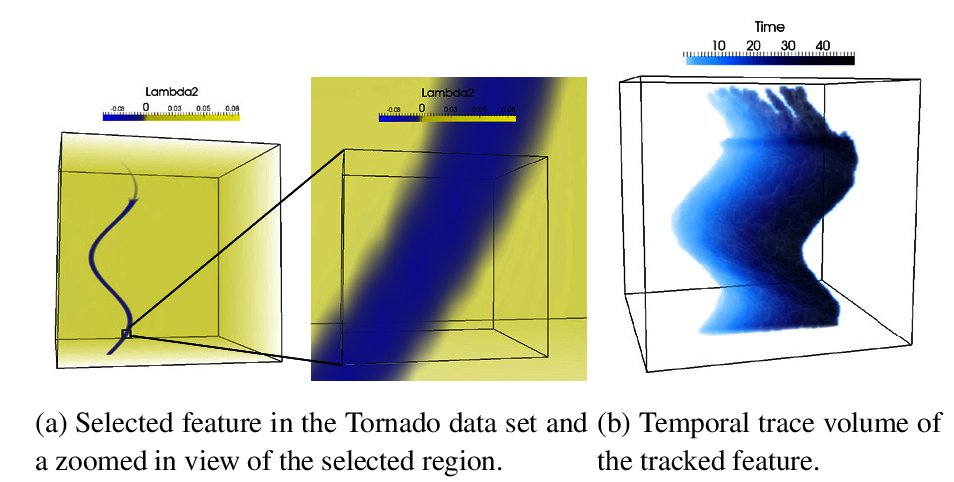 Time
10 20 30 40
Lambda2
-0.03 0 0.03 0.05 0.08
Lambda2
-0.03 0 0.03 0.05 0.08
(a) Selected feature in the Tornado data set and
a zoomed in view of the selected region.
(b) Temporal trace volume of
the tracked feature.